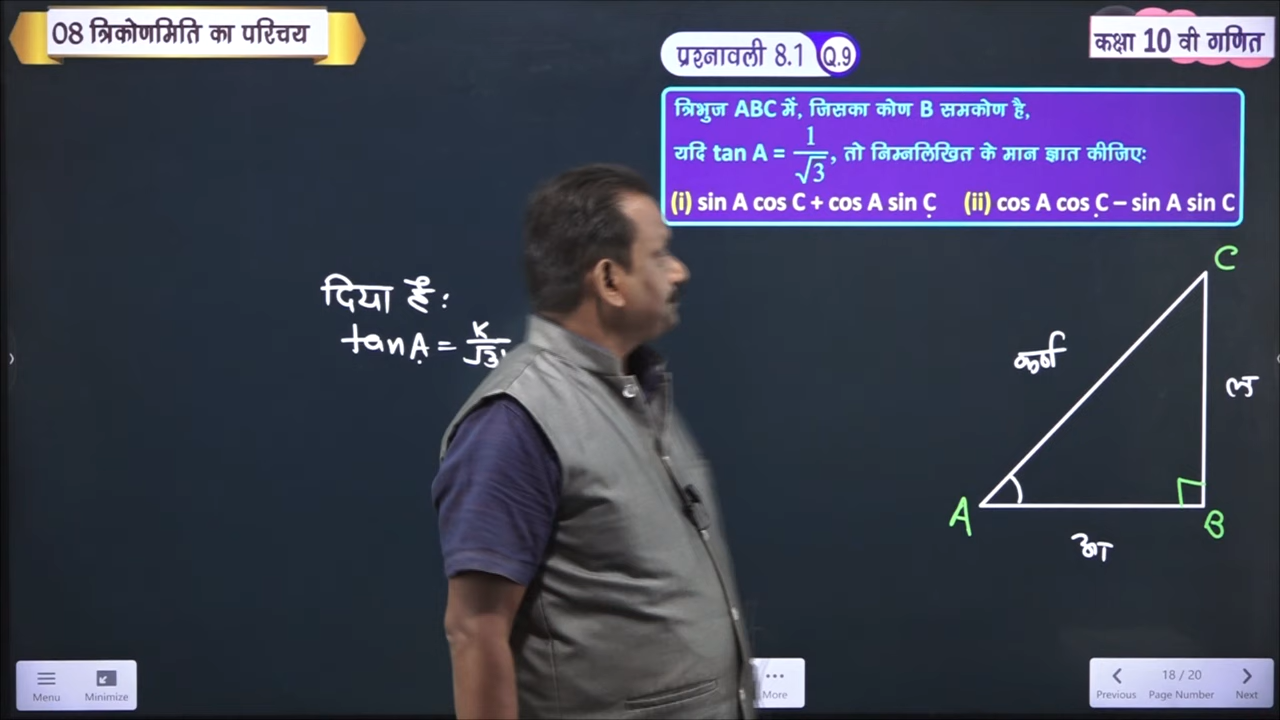 08 त्रिकोणमिति का परिचय
प्रश्नावली 8.1 Q.9
कक्षा 10 वी गणित
त्रिभुज ABC में, जिसका कोण B समकोण है,
यदि tan A = 1/√3, तो निम्नलिखित के मान ज्ञात कीजिए:
(i) sin A cos C + cos A sin C (ii) cos A cos C – sin A sin C
दिया है:
tan A = K/√3
C
कर्ण
ल
A
B
आ
Menu
Minimize
More
Previous
18 / 20
Page Number
Next